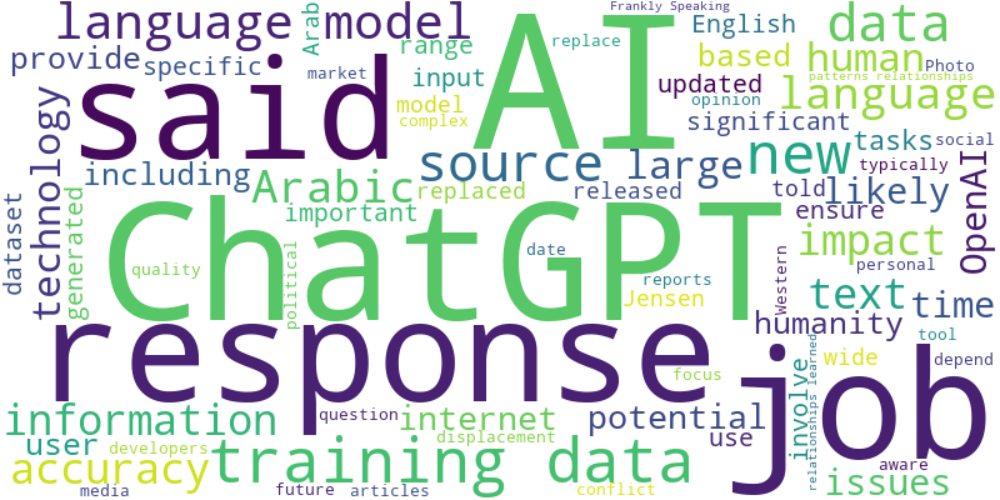 Frankly Speaking
language model
Arab
AI
English
data
replace
range
provide
specific
market
input
based
human
Photo
said
updated
patterns relationships
model
opinion
language
complex
significant
technology
source
large
new
tasks
social
including
Arabic
replaced
released
told
likely
typically
OpenAI
dataset
generated
important
ensure
ChatGPT
impact
political
date
quality
reports
Western
personal
Jensen
text
time
humanity
tool
response
job
involve
wide
depend
relationships learned
focus
information
question
internet
potential
displacement
use
user
developers
training data
accuracy
aware
issues
media
future
articles
conflict